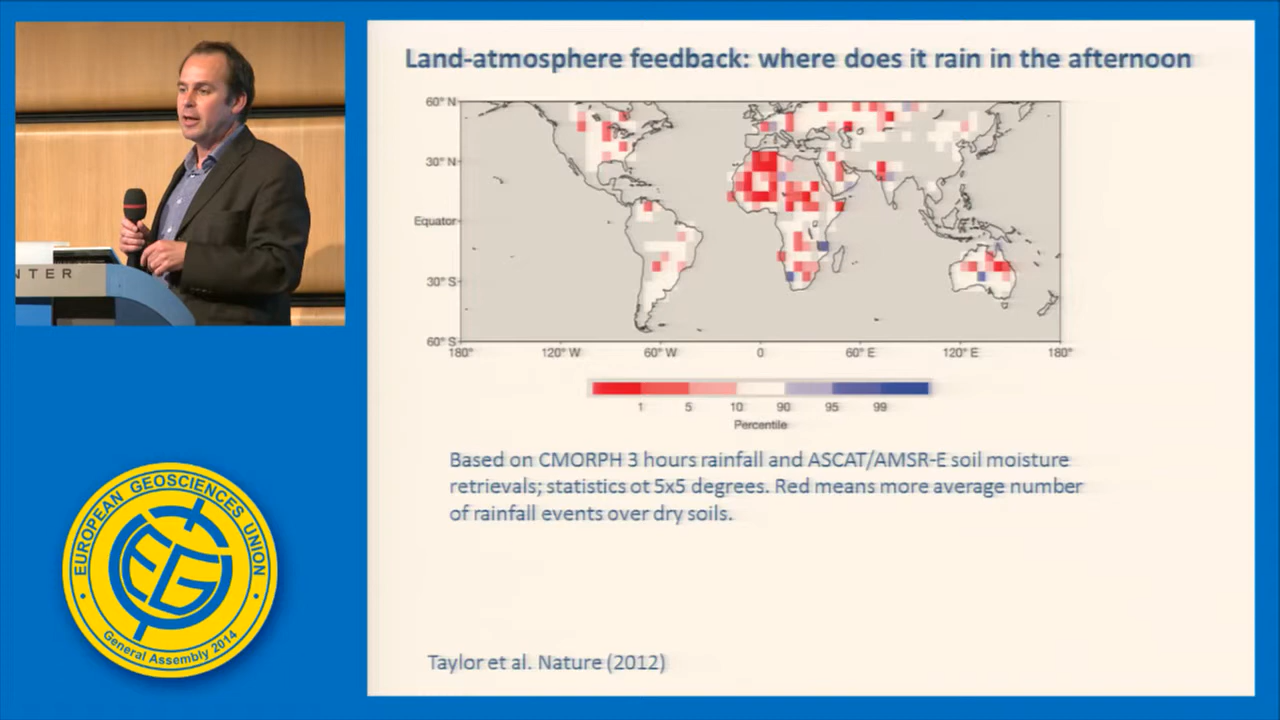 Land-atmosphere feedback: where does it rain in the afternoon
60° N
30° N
Equator
30° S
60° S
180° 120° W 60° W 0 60° E 120° E 180°
1 5 10 90 95 99
Percentile
Based on CMORPH 3 hours rainfall and ASCAT/AMSR-E soil moisture
retrievals; statistics ot 5x5 degrees. Red means more average number
of rainfall events over dry soils.
Taylor et al. Nature (2012)
NTER
EUROPEAN GEOSCIENCES UNION
EGU
General Assembly 2014